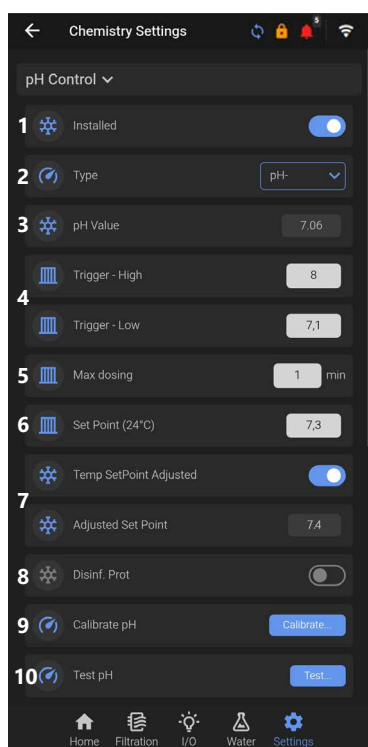 Chemistry Settings 5
pH Control
1 Installed
2 Type pH-
3 pH Value 7.06
Trigger - High 8
4
Trigger - Low 7,1
5 Max dosing 1 min
6 Set Point (24°C) 7,3
Temp SetPoint Adjusted
7
Adjusted Set Point 7.4
8 Disinf. Prot
9 Calibrate pH Calibrate...
10 Test pH Test...
Home Filtration I/O Water Settings